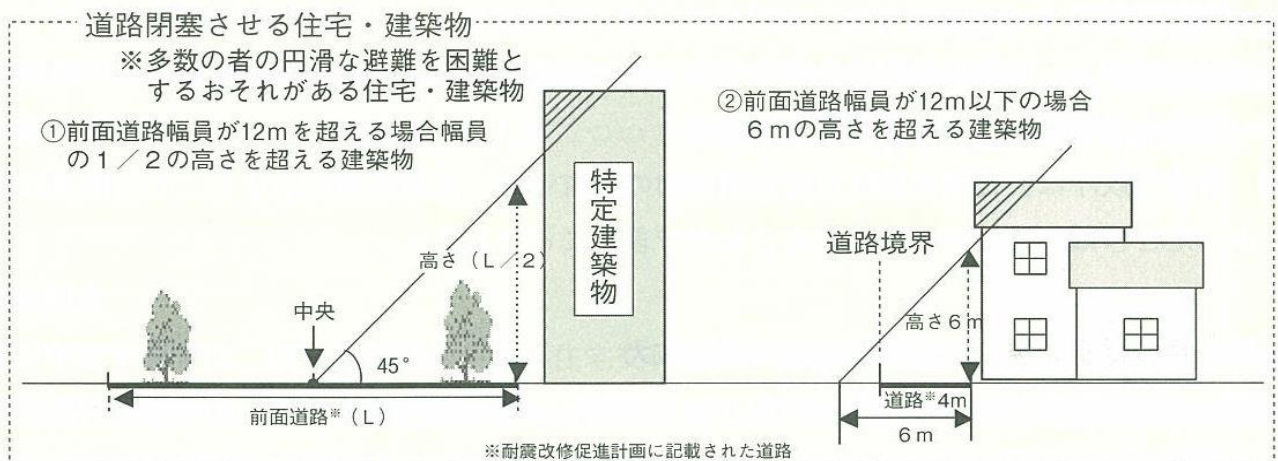 道路閉塞させる住宅・建築物
※多数の者の円滑な避難を困難と
するおそれがある住宅・建築物
①前面道路幅員が12mを超える場合幅員
の1/2の高さを超える建築物
②前面道路幅員が12m以下の場合
6mの高さを超える建築物
特定建築物
道路境界
高さ(L/2)
中央
45°
高さ6m
前面道路※(L)
道路※4m
6m
※耐震改修促進計画に記載された道路